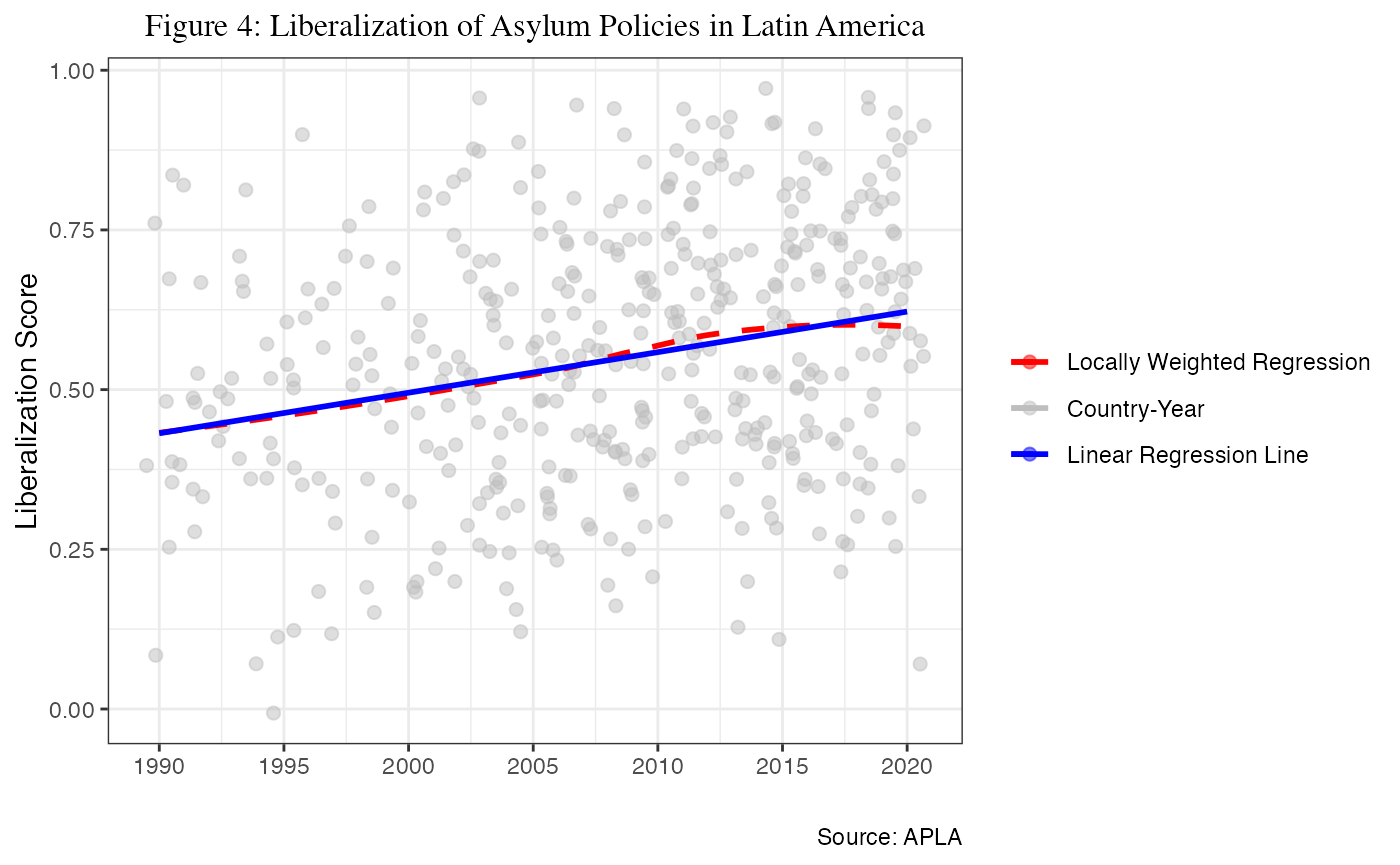 Figure 4: Liberalization of Asylum Policies in Latin America
Liberalization Score
1.00
0.75
0.50
0.25
0.00
1990 1995 2000 2005 2010 2015 2020
Locally Weighted Regression
Country-Year
Linear Regression Line
Source: APLA